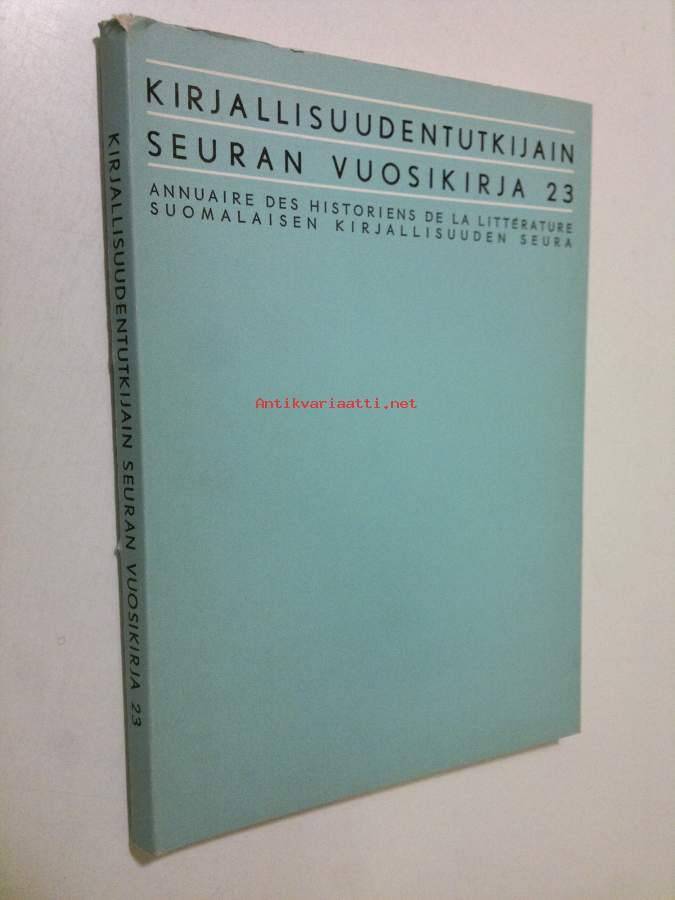 KIRJALLISUUDENTUTKIJAIN
SEURAN VUOSIKIRJA 23
ANNUAIRE DES HISTORIENS DE LA LITTÉRATURE
SUOMALAISEN KIRJALLISUUDEN SEURA
KIRJALLISUUDENTUTKIJAIN SEURAN VUOSIKIRJA 23
Antikvariaatti.net